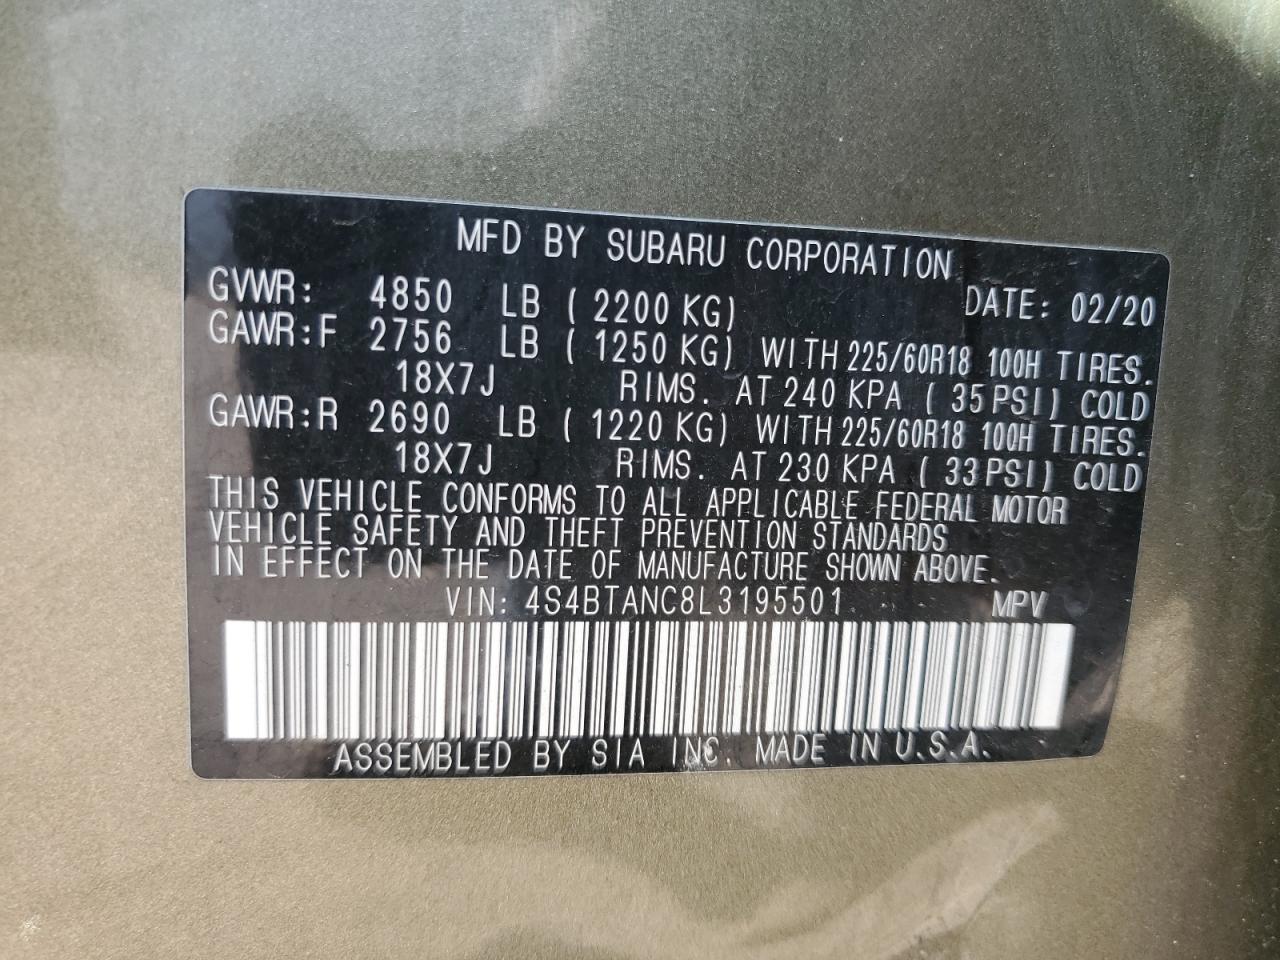 MFD BY SUBARU CORPORATION
GVWR: 4850 LB ( 2200 KG) DATE: 02/20
GAWR:F 2756 LB ( 1250 KG) WITH 225/60R18 100H TIRES.
18X7J RIMS. AT 240 KPA ( 35 PSI) COLD
GAWR:R 2690 LB ( 1220 KG) WITH 225/60R18 100H TIRES.
18X7J RIMS. AT 230 KPA ( 33 PSI) COLD
THIS VEHICLE CONFORMS TO ALL APPLICABLE FEDERAL MOTOR
VEHICLE SAFETY AND THEFT PREVENTION STANDARDS
IN EFFECT ON THE DATE OF MANUFACTURE SHOWN ABOVE.
VIN: 4S4BTANC8L3195501 MPV
ASSEMBLED BY SIA INC. MADE IN U.S.A.